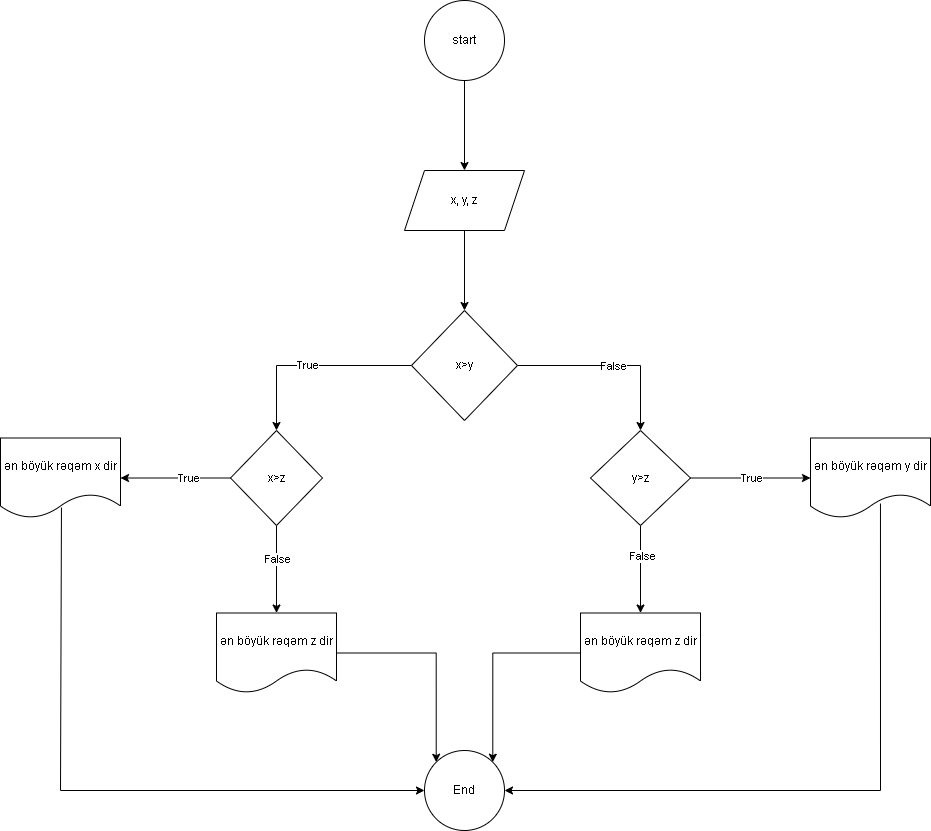 start
x, y, z
x>y
True
False
ən böyük rəqəm x dir
True
x>z
y>z
True
ən böyük rəqəm y dir
False
False
ən böyük rəqəm z dir
ən böyük rəqəm z dir
End